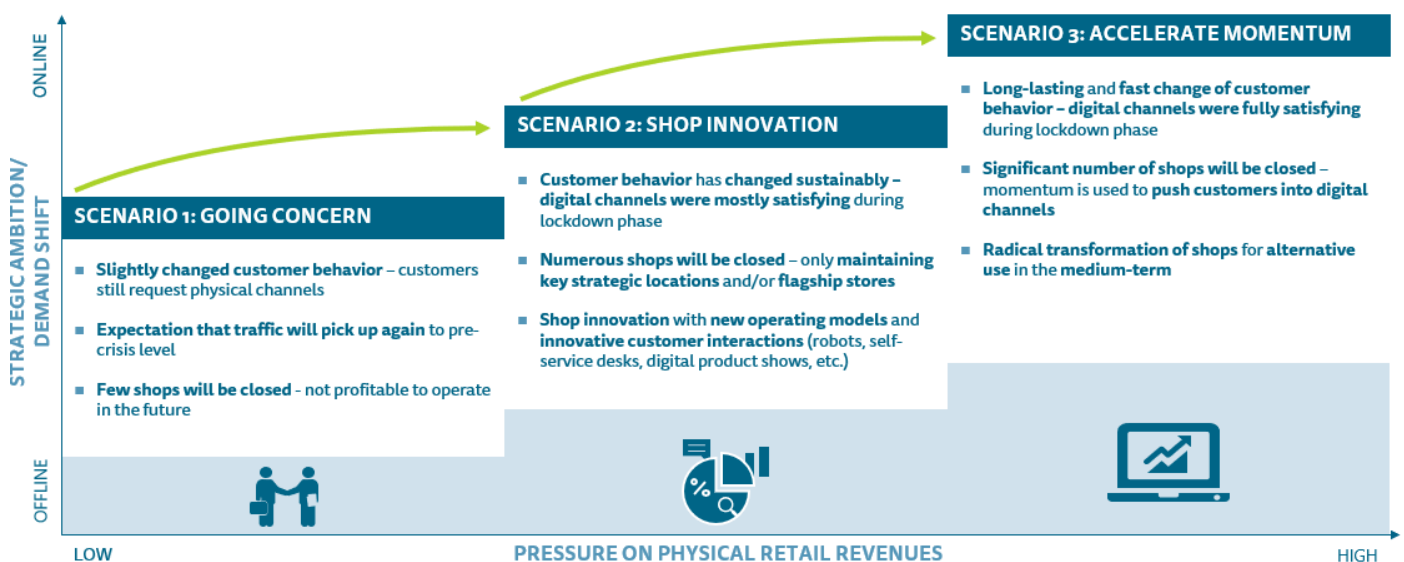 ONLINE
STRATEGIC AMBITION/
DEMAND SHIFT
OFFLINE
SCENARIO 1: GOING CONCERN
Slightly changed customer behavior – customers
still request physical channels
Expectation that traffic will pick up again to pre-
crisis level
Few shops will be closed - not profitable to operate
in the future
SCENARIO 2: SHOP INNOVATION
Customer behavior has changed sustainably –
digital channels were mostly satisfying during
lockdown phase
Numerous shops will be closed – only maintaining
key strategic locations and/or flagship stores
Shop innovation with new operating models and
innovative customer interactions (robots, self-
service desks, digital product shows, etc.)
%
SCENARIO 3: ACCELERATE MOMENTUM
Long-lasting and fast change of customer
behavior – digital channels were fully satisfying
during lockdown phase
Significant number of shops will be closed –
momentum is used to push customers into digital
channels
Radical transformation of shops for alternative
use in the medium-term
LOW
PRESSURE ON PHYSICAL RETAIL REVENUES
HIGH